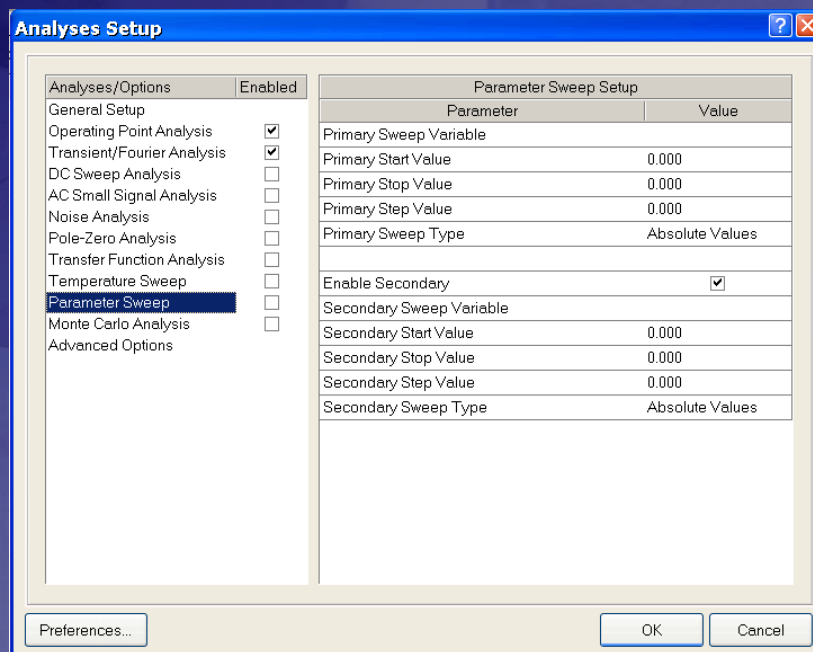 Analyses Setup
Analyses/Options Enabled
General Setup
Operating Point Analysis
Transient/Fourier Analysis
DC Sweep Analysis
AC Small Signal Analysis
Noise Analysis
Pole-Zero Analysis
Transfer Function Analysis
Temperature Sweep
Parameter Sweep
Monte Carlo Analysis
Advanced Options
Parameter Sweep Setup
Parameter Value
Primary Sweep Variable
Primary Start Value 0.000
Primary Stop Value 0.000
Primary Step Value 0.000
Primary Sweep Type Absolute Values
Enable Secondary
Secondary Sweep Variable
Secondary Start Value 0.000
Secondary Stop Value 0.000
Secondary Step Value 0.000
Secondary Sweep Type Absolute Values
Preferences... OK Cancel